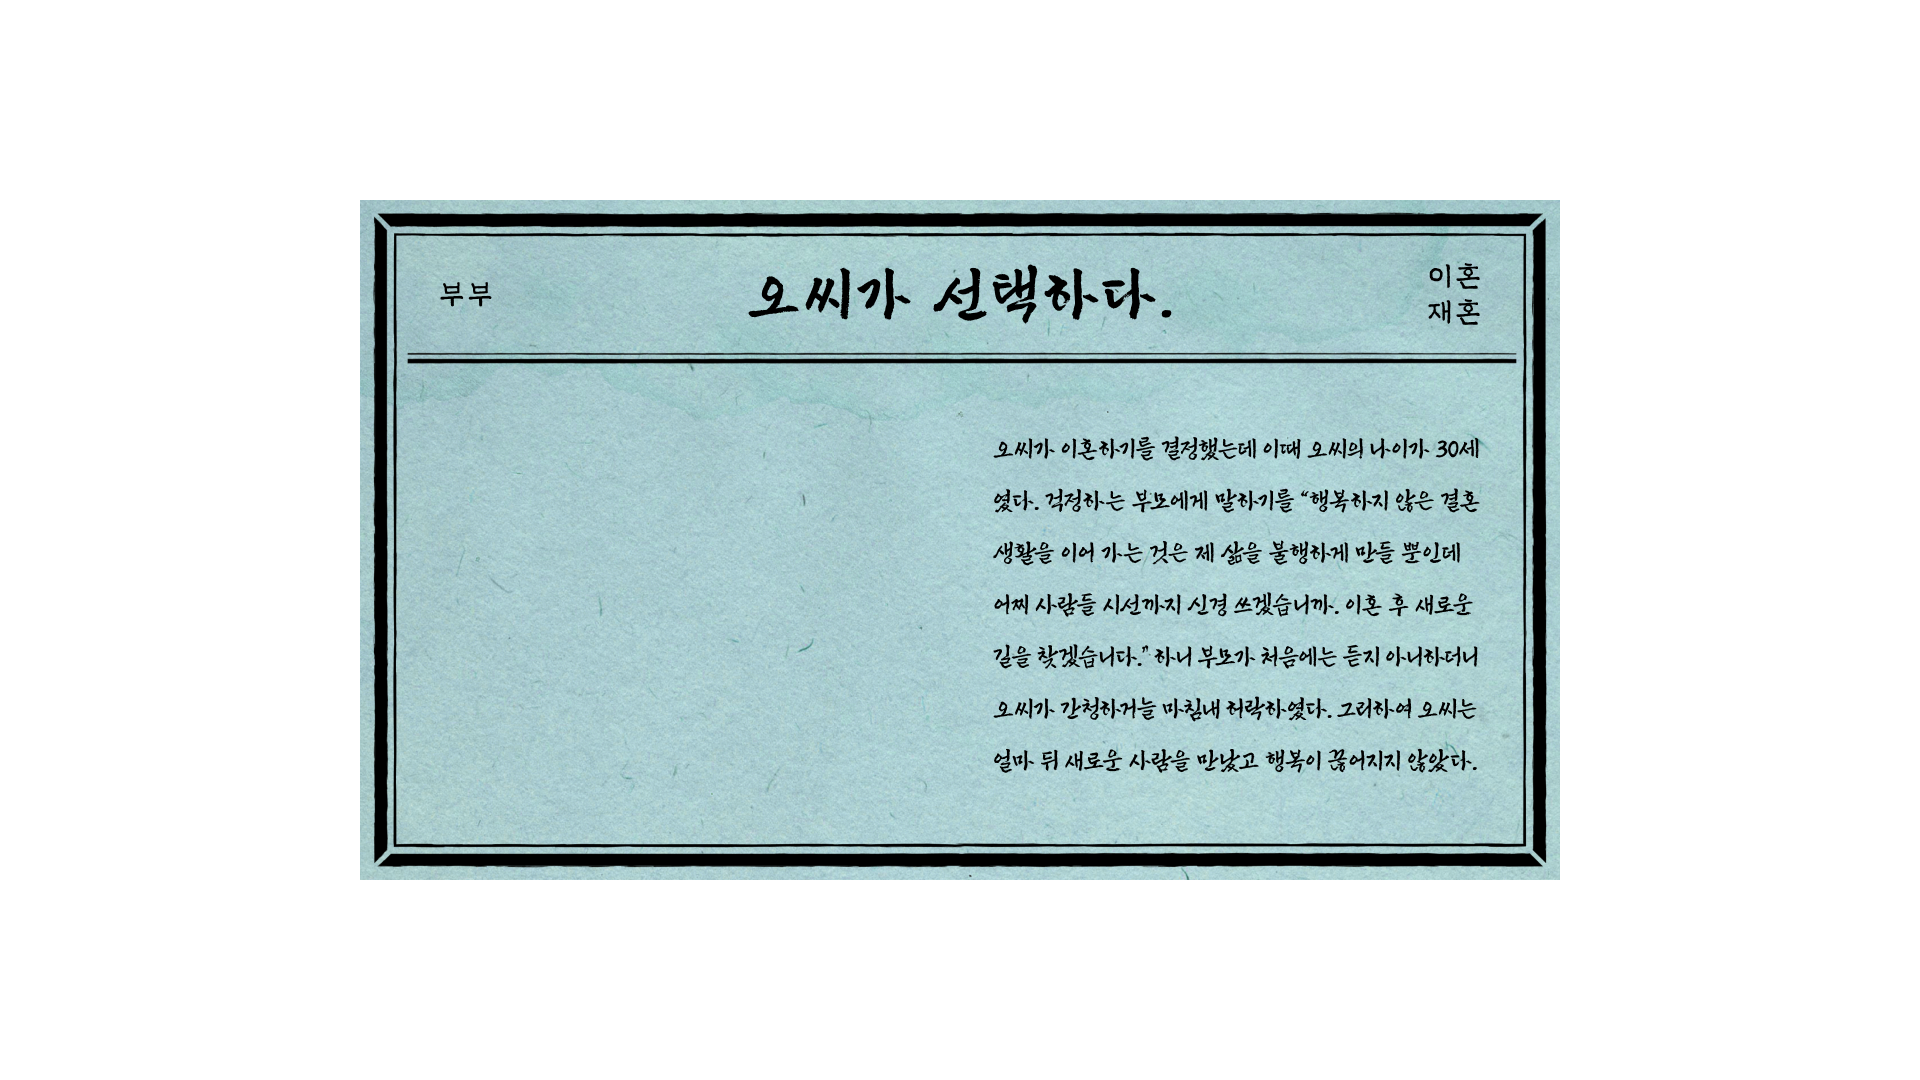 부부
오씨가 선택하다.
이혼
재혼
오씨가 이혼하기를 결정했는데 이때 오씨의 나이가 30세
였다. 걱정하는 부모에게 말하기를 “행복하지 않은 결혼
생활을 이어 가는 것은 제 삶을 불행하게 만들 뿐인데
어찌 사람들 시선까지 신경 쓰겠습니까. 이혼 후 새로운
길을 찾겠습니다.” 하니 부모가 처음에는 듣지 아니하더니
오씨가 간청하거늘 마침내 허락하였다. 그러하여 오씨는
얼마 뒤 새로운 사람을 만났고 행복이 끊어지지 않았다.